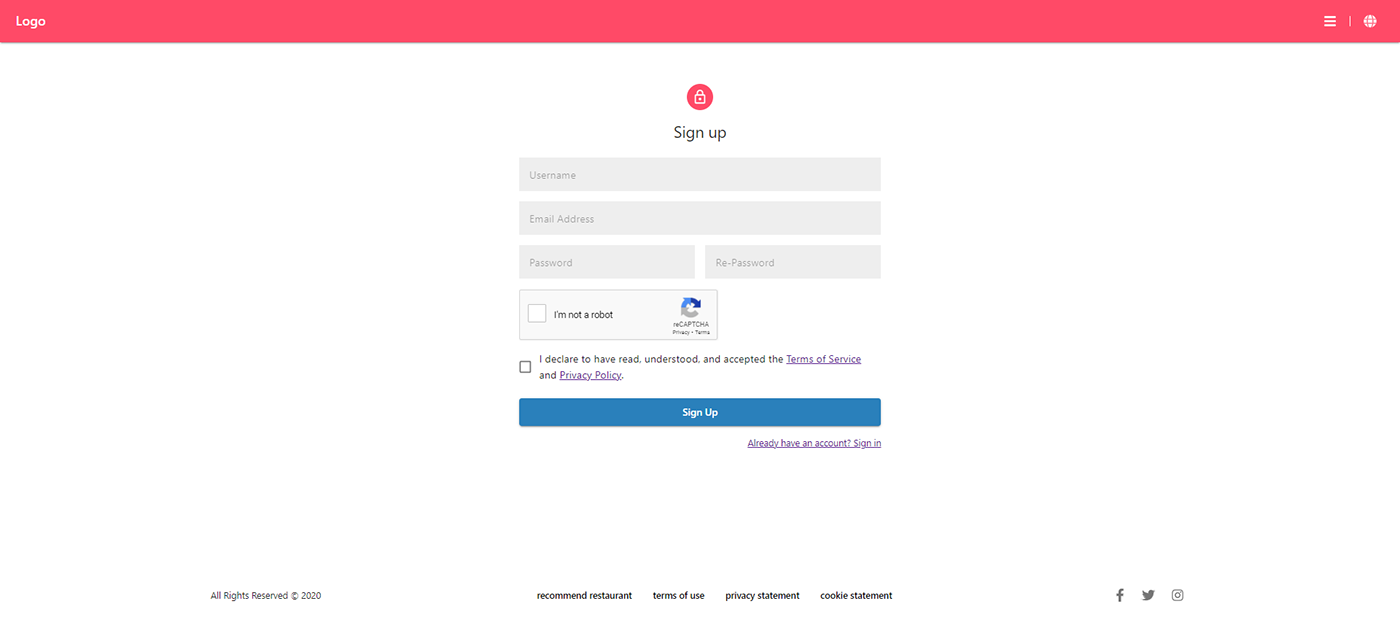 Logo
Sign up
Username
Email Address
Password
Re-Password
I'm not a robot
reCAPTCHA
Privacy - Terms
I declare to have read, understood, and accepted the Terms of Service
and Privacy Policy.
Sign Up
Already have an account? Sign in
All Rights Reserved © 2020
recommend restaurant
terms of use
privacy statement
cookie statement